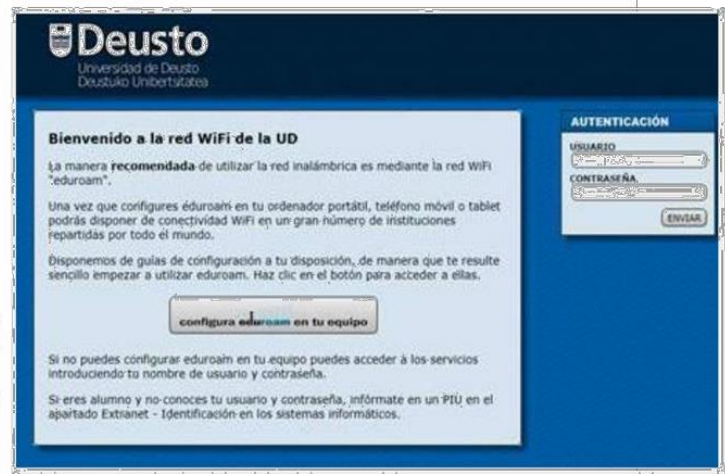 Deusto
Universidad de Deusto
Deustuko Unibertsitatea
Bienvenido a la red WiFi de la UD
La manera recomendada de utilizar la red inalámbrica es mediante la red WiFi
"eduroam".
Una vez que configures eduroam en tu ordenador portátil, teléfono móvil o tablet
podrás disponer de conectividad WiFi en un gran número de instituciones
repartidas por todo el mundo.
Disponemos de guías de configuración a tu disposición, de manera que te resulte
sencillo empezar a utilizar eduroam. Haz clic en el botón para acceder a ellas.
configura eduroam en tu equipo
Si no puedes configurar eduroam en tu equipo puedes acceder a los servicios
introduciendo tu nombre de usuario y contraseña.
Si eres alumno y no conoces tu usuario y contraseña, infórmate en un PIU en el
apartado Extranet - Identificación en los sistemas informáticos.
AUTENTICACIÓN
USUARIO
CONTRASEÑA
ENVIAR